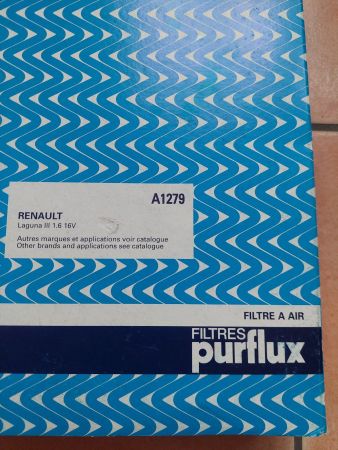 A1279
RENAULT
Laguna III 1.6 16V
Autres marques et applications voir catalogue
Other brands and applications see catalogue
FILTRE A AIR
FILTRES
purflux